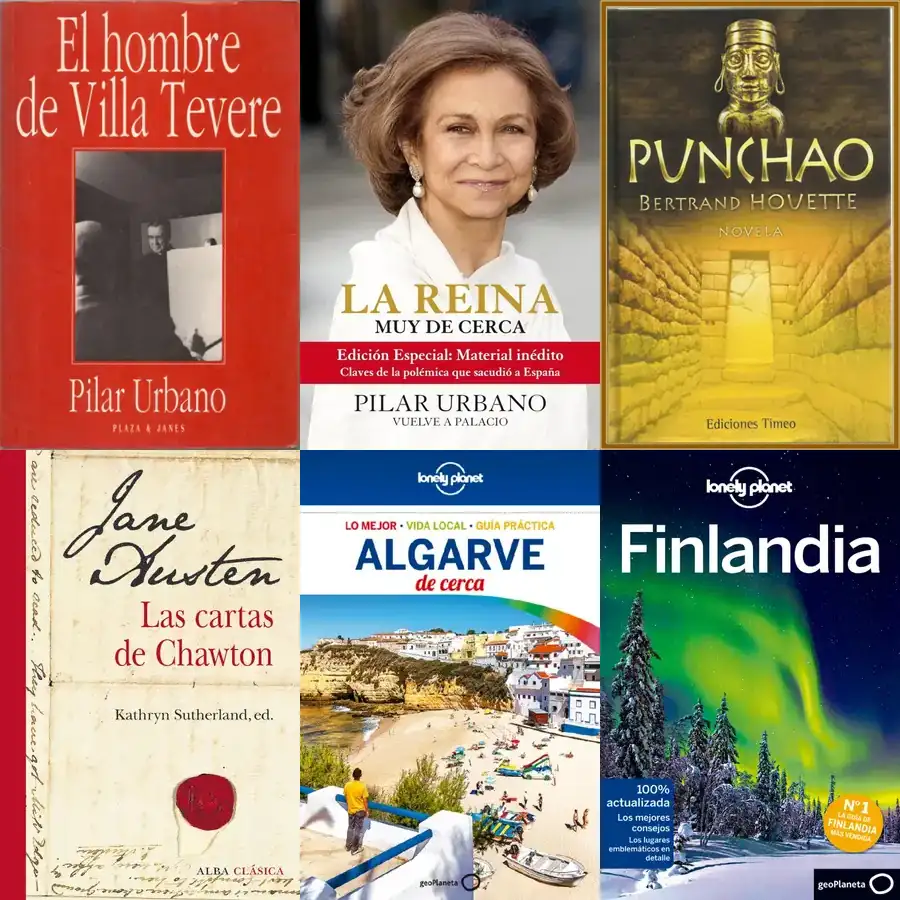 El hombre
de Villa Tevere
Pilar Urbano
PLAZA & JANES
LA REINA
MUY DE CERCA
Edición Especial: Material inédito
Claves de la polémica que sacudió a España
PILAR URBANO
VUELVE A PALACIO
PUNCHAO
BERTRAND HOUETTE
NOVELA
Ediciones Timeo
are reduced to read.
Jane
Austen
Las cartas
de Chawton
Kathryn Sutherland, ed.
ALBA CLÁSICA
lonely planet
LO MEJOR • VIDA LOCAL • GUÍA PRÁCTICA
ALGARVE
de cerca
geoPlaneta
lonely planet
Finlandia
100%
actualizada
Los mejores
consejos
Los lugares
emblemáticos en
detalle
Nº1
LA GUÍA DE
FINLANDIA
MÁS VENDIDA
geoPlaneta